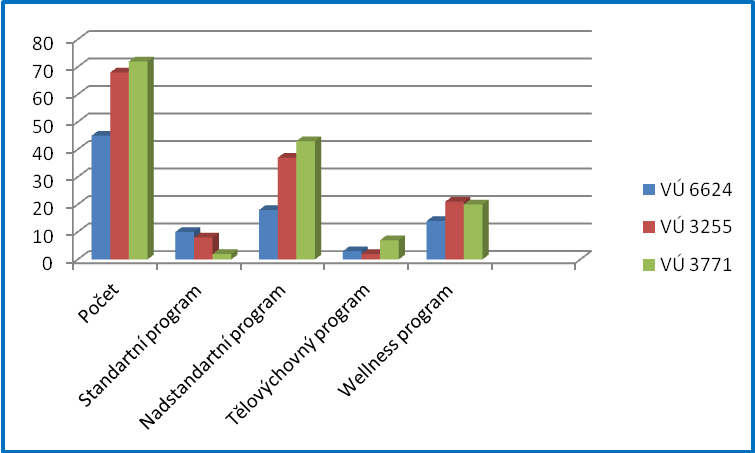 80
70
60
50
40
30
20
10
0
Počet
Standartní program
Nadstandartní program
Tělovýchovný program
Wellness program
VÚ 6624
VÚ 3255
VÚ 3771